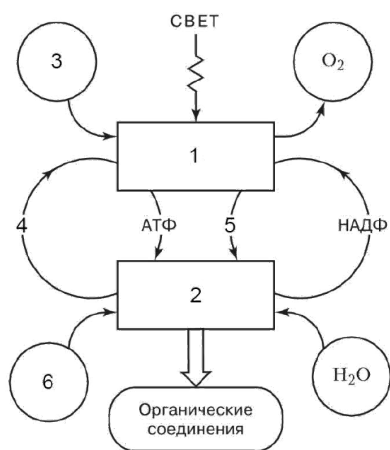 СВЕТ
3
O₂
1
4
АТФ
5
НАДФ
2
6
H₂O
Органические
соединения